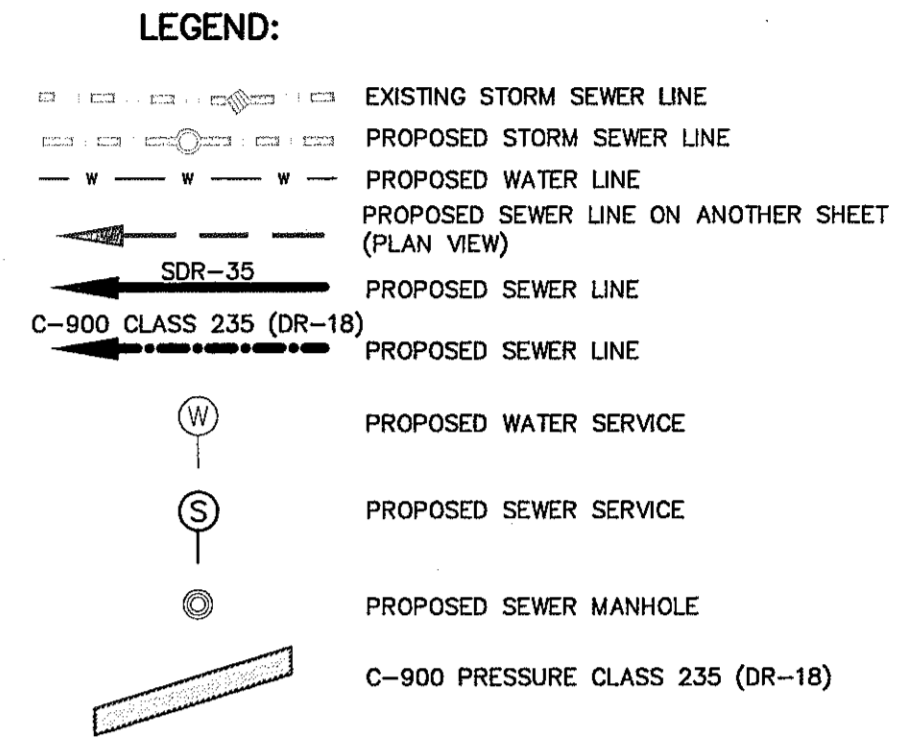 LEGEND:
EXISTING STORM SEWER LINE
PROPOSED STORM SEWER LINE
W W W PROPOSED WATER LINE
PROPOSED SEWER LINE ON ANOTHER SHEET
(PLAN VIEW)
SDR-35
PROPOSED SEWER LINE
C-900 CLASS 235 (DR-18)
PROPOSED SEWER LINE
W PROPOSED WATER SERVICE
S PROPOSED SEWER SERVICE
PROPOSED SEWER MANHOLE
C-900 PRESSURE CLASS 235 (DR-18)